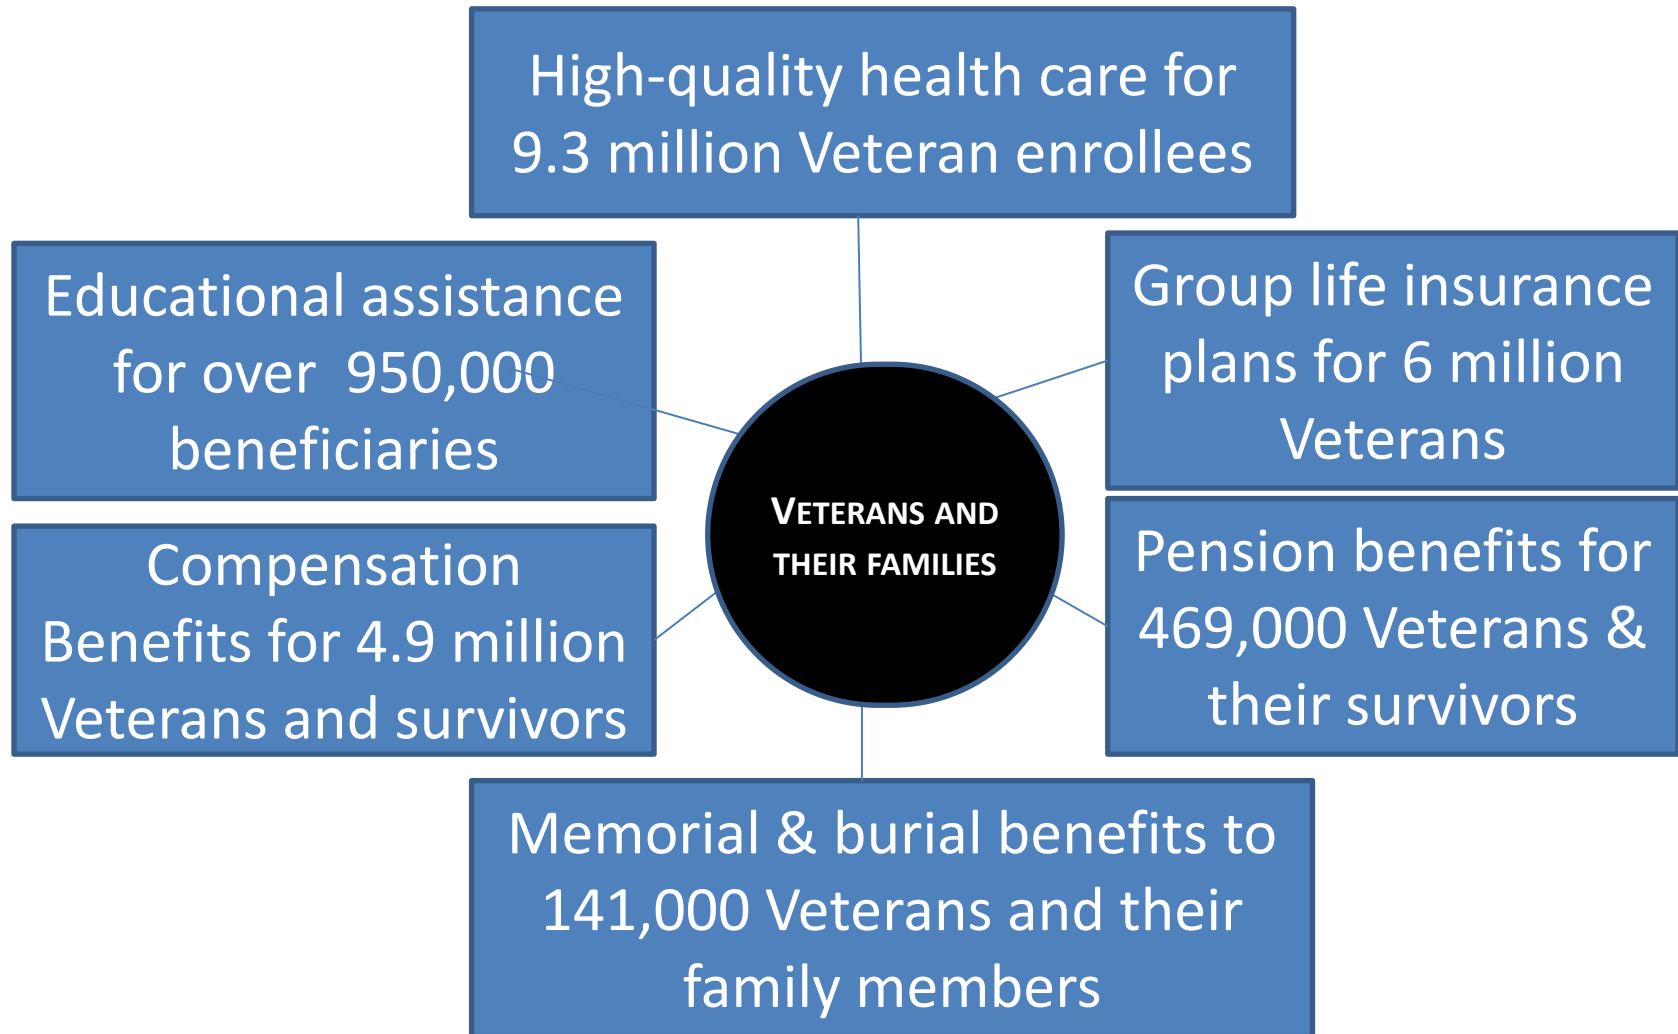 High-quality health care for
9.3 million Veteran enrollees
Educational assistance
for over  950,000
beneficiaries
Group life insurance
plans for 6 million
Veterans
VETERANS AND
THEIR FAMILIES
Compensation
Benefits for 4.9 million
Veterans and survivors
Pension benefits for
469,000 Veterans &
their survivors
Memorial & burial benefits to
141,000 Veterans and their
family members